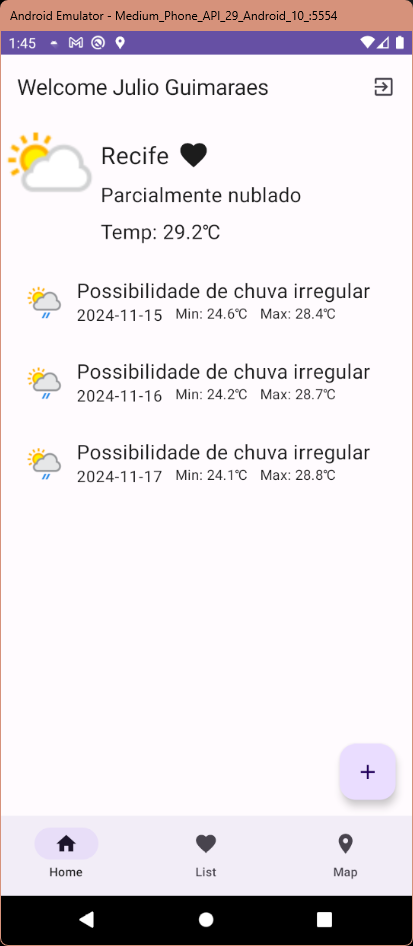 Android Emulator - Medium_Phone_API_29_Android_10_:5554
1:45
Welcome Julio Guimaraes
Recife
Parcialmente nublado
Temp: 29.2℃
Possibilidade de chuva irregular
2024-11-15 Min: 24.6℃ Max: 28.4℃
Possibilidade de chuva irregular
2024-11-16 Min: 24.2℃ Max: 28.7℃
Possibilidade de chuva irregular
2024-11-17 Min: 24.1℃ Max: 28.8℃
+
Home List Map